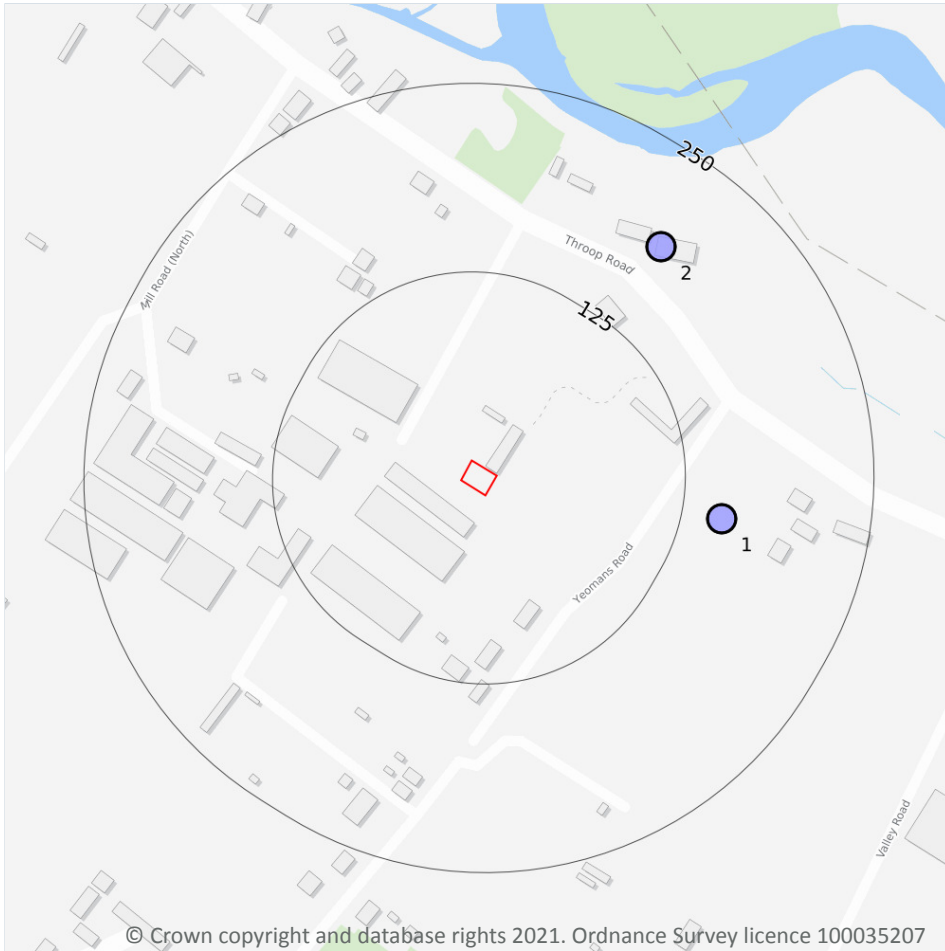 250
Throop Road
2
Mill Road (North)
125
1
Yeomans Road
Valley Road
© Crown copyright and database rights 2021. Ordnance Survey licence 100035207